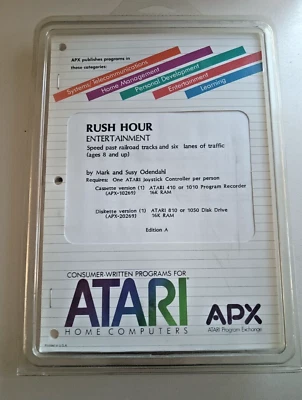 APX publishes programs in
these categories:
Systems/Telecommunications
Home Management
Personal Development
Entertainment
Learning
RUSH HOUR
ENTERTAINMENT
Speed past railroad tracks and six lanes of traffic
(ages 8 and up)
by Mark and Susy Odendahl
Requires: One ATARI Joystick Controller per person
Cassette version (1) ATARI 410 or 1010 Program Recorder
(APX-10269) 16K RAM
Diskette version (1) ATARI 810 or 1050 Disk Drive
(APX-20269) 16K RAM
Edition A
CONSUMER-WRITTEN PROGRAMS FOR
ATARI
HOME COMPUTERS
APX
ATARI Program Exchange